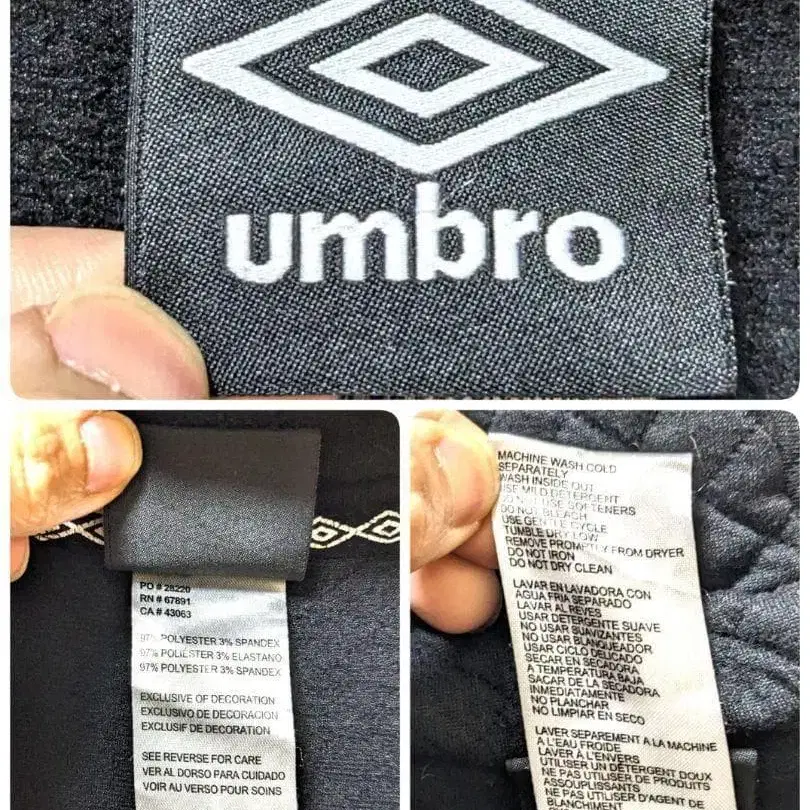 umbro
PO # 28220
RN # 67891
CA # 43063
97% POLYESTER 3% SPANDEX
97% POLIÉSTER 3% ELASTANO
97% POLYESTER 3% SPANDEX
EXCLUSIVE OF DECORATION
EXCLUSIVO DE DECORACION
EXCLUSIF DE DECORATION
SEE REVERSE FOR CARE
VER AL DORSO PARA CUIDADO
VOIR AU VERSO POUR SOINS
MACHINE WASH COLD
SEPARATELY
WASH INSIDE OUT
USE MILD DETERGENT
DO NOT USE SOFTENERS
DO NOT BLEACH
USE GENTLE CYCLE
TUMBLE DRY LOW
REMOVE PROMPTLY FROM DRYER
DO NOT IRON
DO NOT DRY CLEAN
LAVAR EN LAVADORA CON
AGUA FRIA SEPARADO
LAVAR AL REVES
USAR DETERGENTE SUAVE
NO USAR SUAVIZANTES
NO USAR BLANQUEADOR
USAR CICLO DELICADO
SECAR EN SECADORA
A TEMPERATURA BAJA
SACAR DE LA SECADORA
INMEDIATAMENTE
NO PLANCHAR
NO LIMPIAR EN SECO
LAVER SEPAREMENT A LA MACHINE
A L'EAU FROIDE
LAVER À L'ENVERS
UTILISER UN DÉTERGENT DOUX
NE PAS UTILISER DE PRODUITS
ASSOUPLISSANTS
NE PAS UTILISER D'AGENT DE
BLANCHIMENT